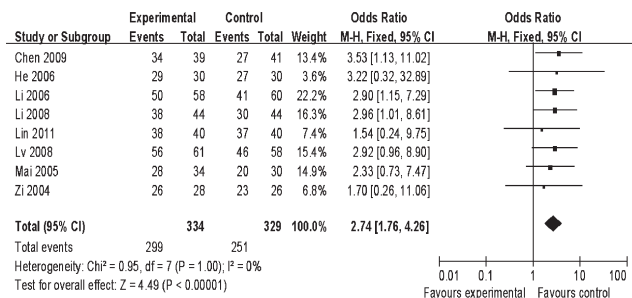 Experimental Control Odds Ratio Odds Ratio
Study or Subgroup Events Total Events Total Weight M-H, Fixed, 95% CI M-H, Fixed, 95% CI
Chen 2009 34 39 27 41 13.4% 3.53 [1.13, 11.02]
He 2006 29 30 27 30 3.4% 3.22 [0.32, 32.89]
Li 2006 50 58 41 60 22.2% 2.90 [1.15, 7.29]
Li 2008 38 44 30 44 16.3% 2.96 [1.01, 8.61]
Lin 2011 38 40 37 40 7.4% 1.54 [0.24, 9.75]
Lv 2008 56 61 46 58 15.4% 2.92 [0.96, 8.90]
Mai 2005 28 34 20 30 14.9% 2.33 [0.73, 7.47]
Zi 2004 26 28 23 26 6.8% 1.70 [0.26, 11.06]
Total (95% CI) 334 329 100.0% 2.74 [1.76, 4.26]
Total events 299 251
Heterogeneity: Chi² = 0.95, df = 7 (P = 1.00); I² = 0%
Test for overall effect: Z = 4.49 (P < 0.00001)
0.01 0.1 1 10 100
Favours experimental Favours control